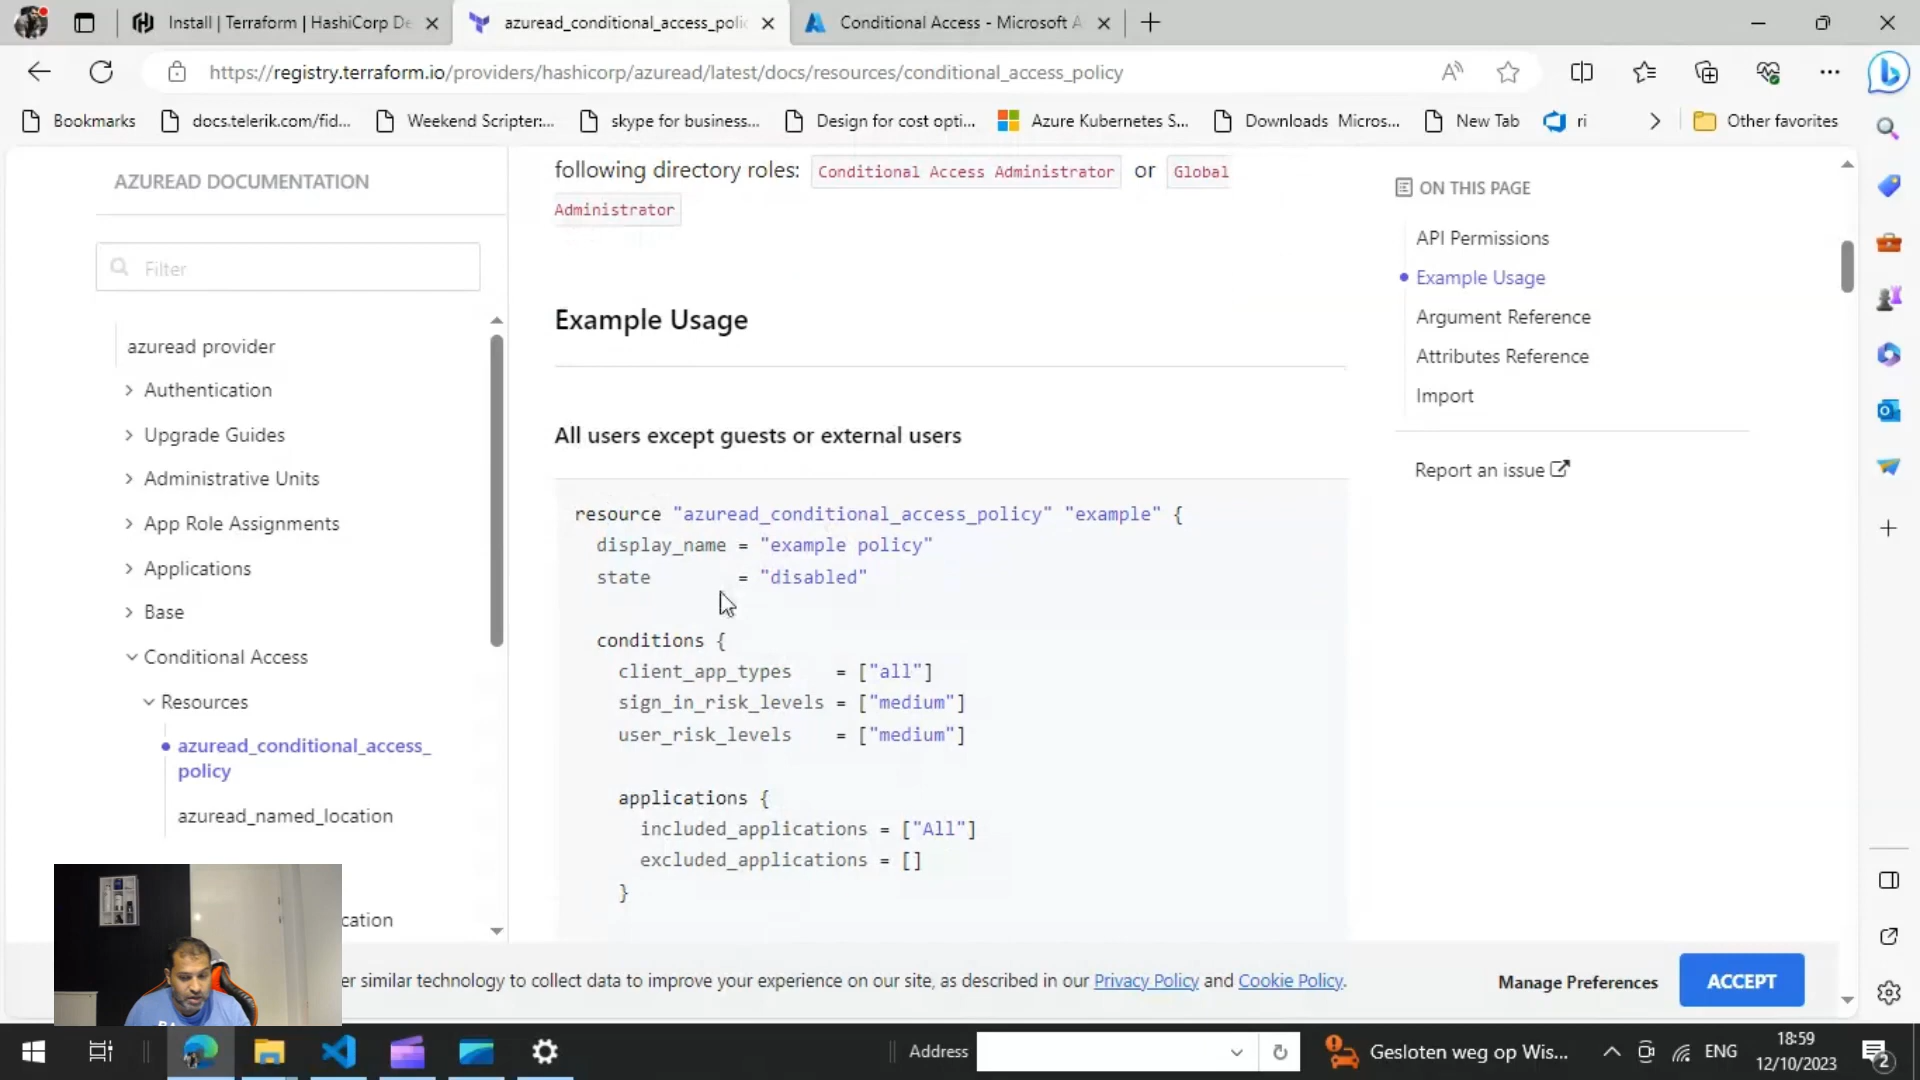 Install | Terraform | HashiCorp De
azuread_conditional_access_poli
Conditional Access - Microsoft A
https://registry.terraform.io/providers/hashicorp/azuread/latest/docs/resources/conditional_access_policy
Bookmarks
docs.telerik.com/fid...
Weekend Scripter:...
skype for business...
Design for cost opti...
Azure Kubernetes S...
Downloads Micros...
New Tab
ri
Other favorites
AZUREAD DOCUMENTATION
Filter
azuread provider
Authentication
Upgrade Guides
Administrative Units
App Role Assignments
Applications
Base
Conditional Access
Resources
azuread_conditional_access_
policy
azuread_named_location
cation
following directory roles: Conditional Access Administrator or Global
Administrator
Example Usage
All users except guests or external users
resource "azuread_conditional_access_policy" "example" {
display_name = "example policy"
state = "disabled"
conditions {
client_app_types = ["all"]
sign_in_risk_levels = ["medium"]
user_risk_levels = ["medium"]
applications {
included_applications = ["All"]
excluded_applications = []
}
ON THIS PAGE
API Permissions
Example Usage
Argument Reference
Attributes Reference
Import
Report an issue
er similar technology to collect data to improve your experience on our site, as described in our Privacy Policy and Cookie Policy.
Manage Preferences
ACCEPT
Address
Gesloten weg op Wis...
ENG
18:59
12/10/2023
2